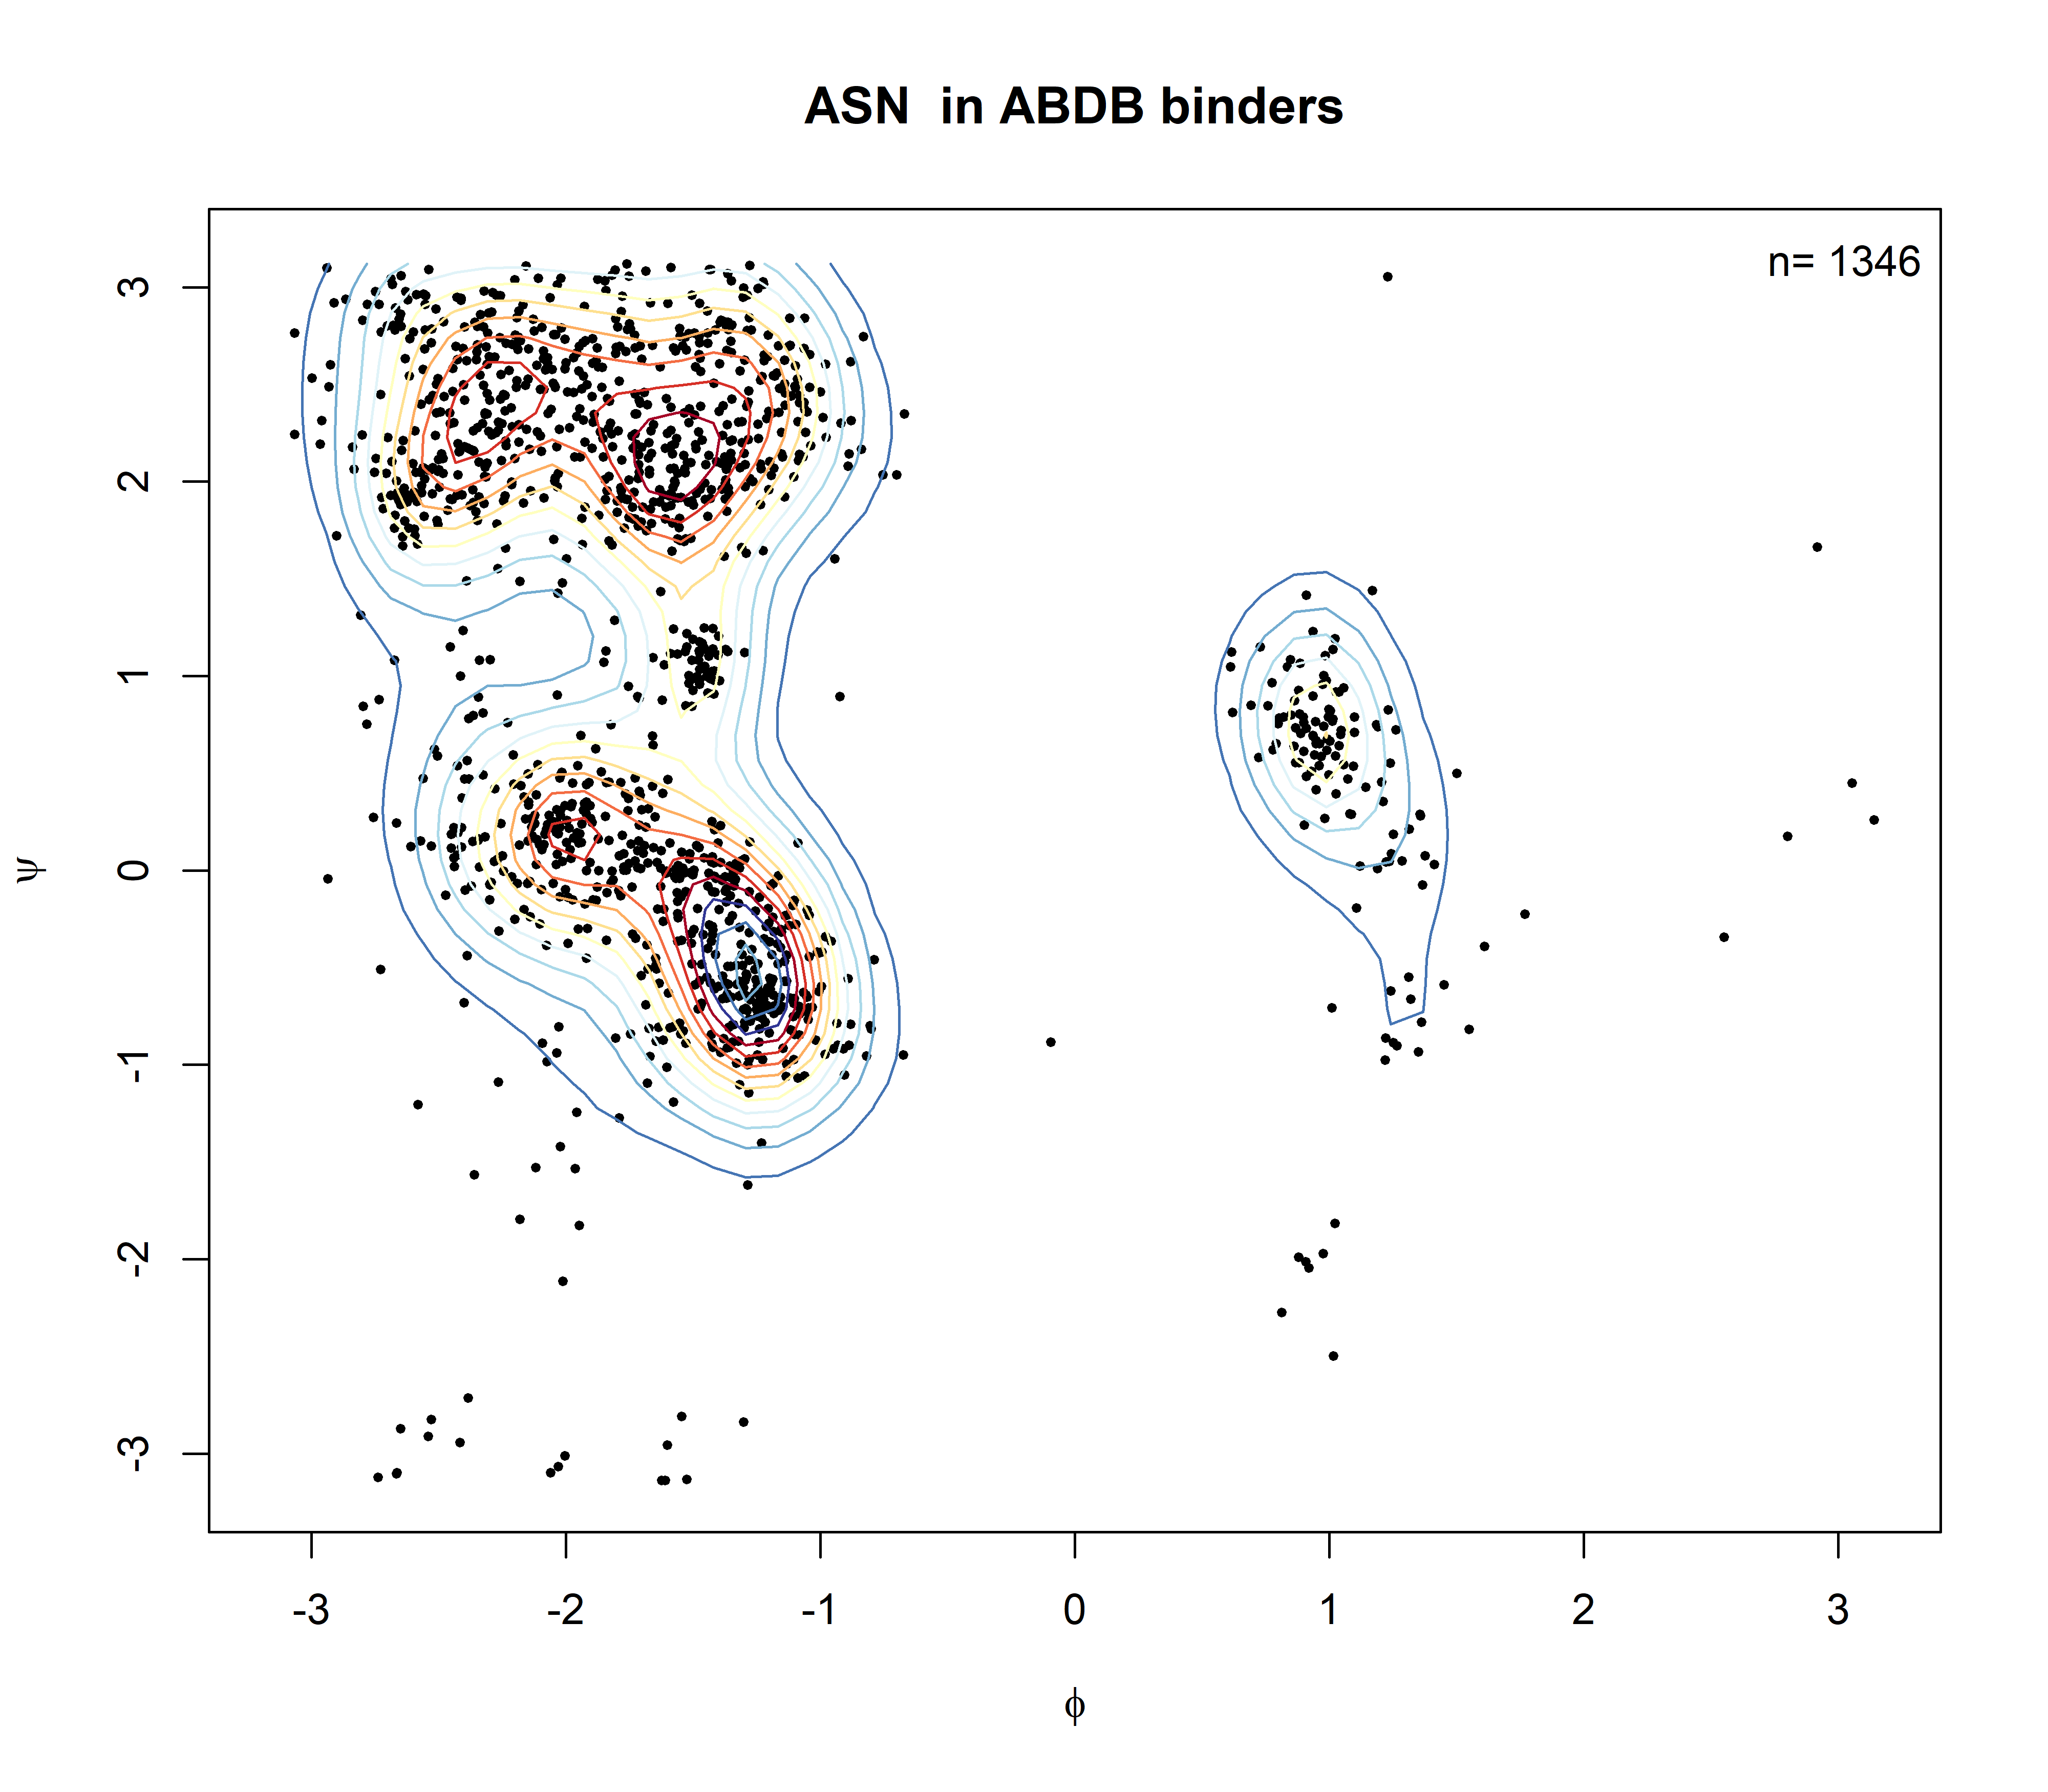 ASN  in ABDB binders
n= 1346
3
2
1
0
-1
-2
-3
ψ
-3 -2 -1 0 1 2 3
ϕ